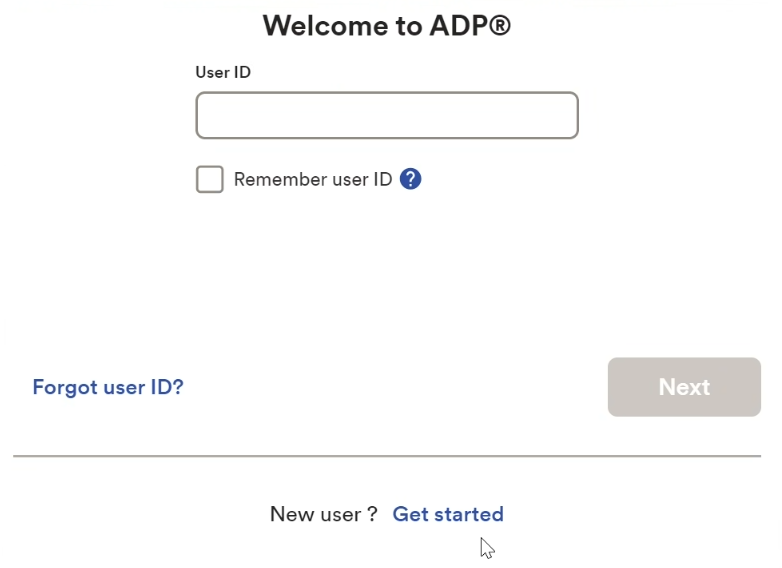 Welcome to ADP®
User ID
Remember user ID ?
Forgot user ID?
Next
New user ? Get started